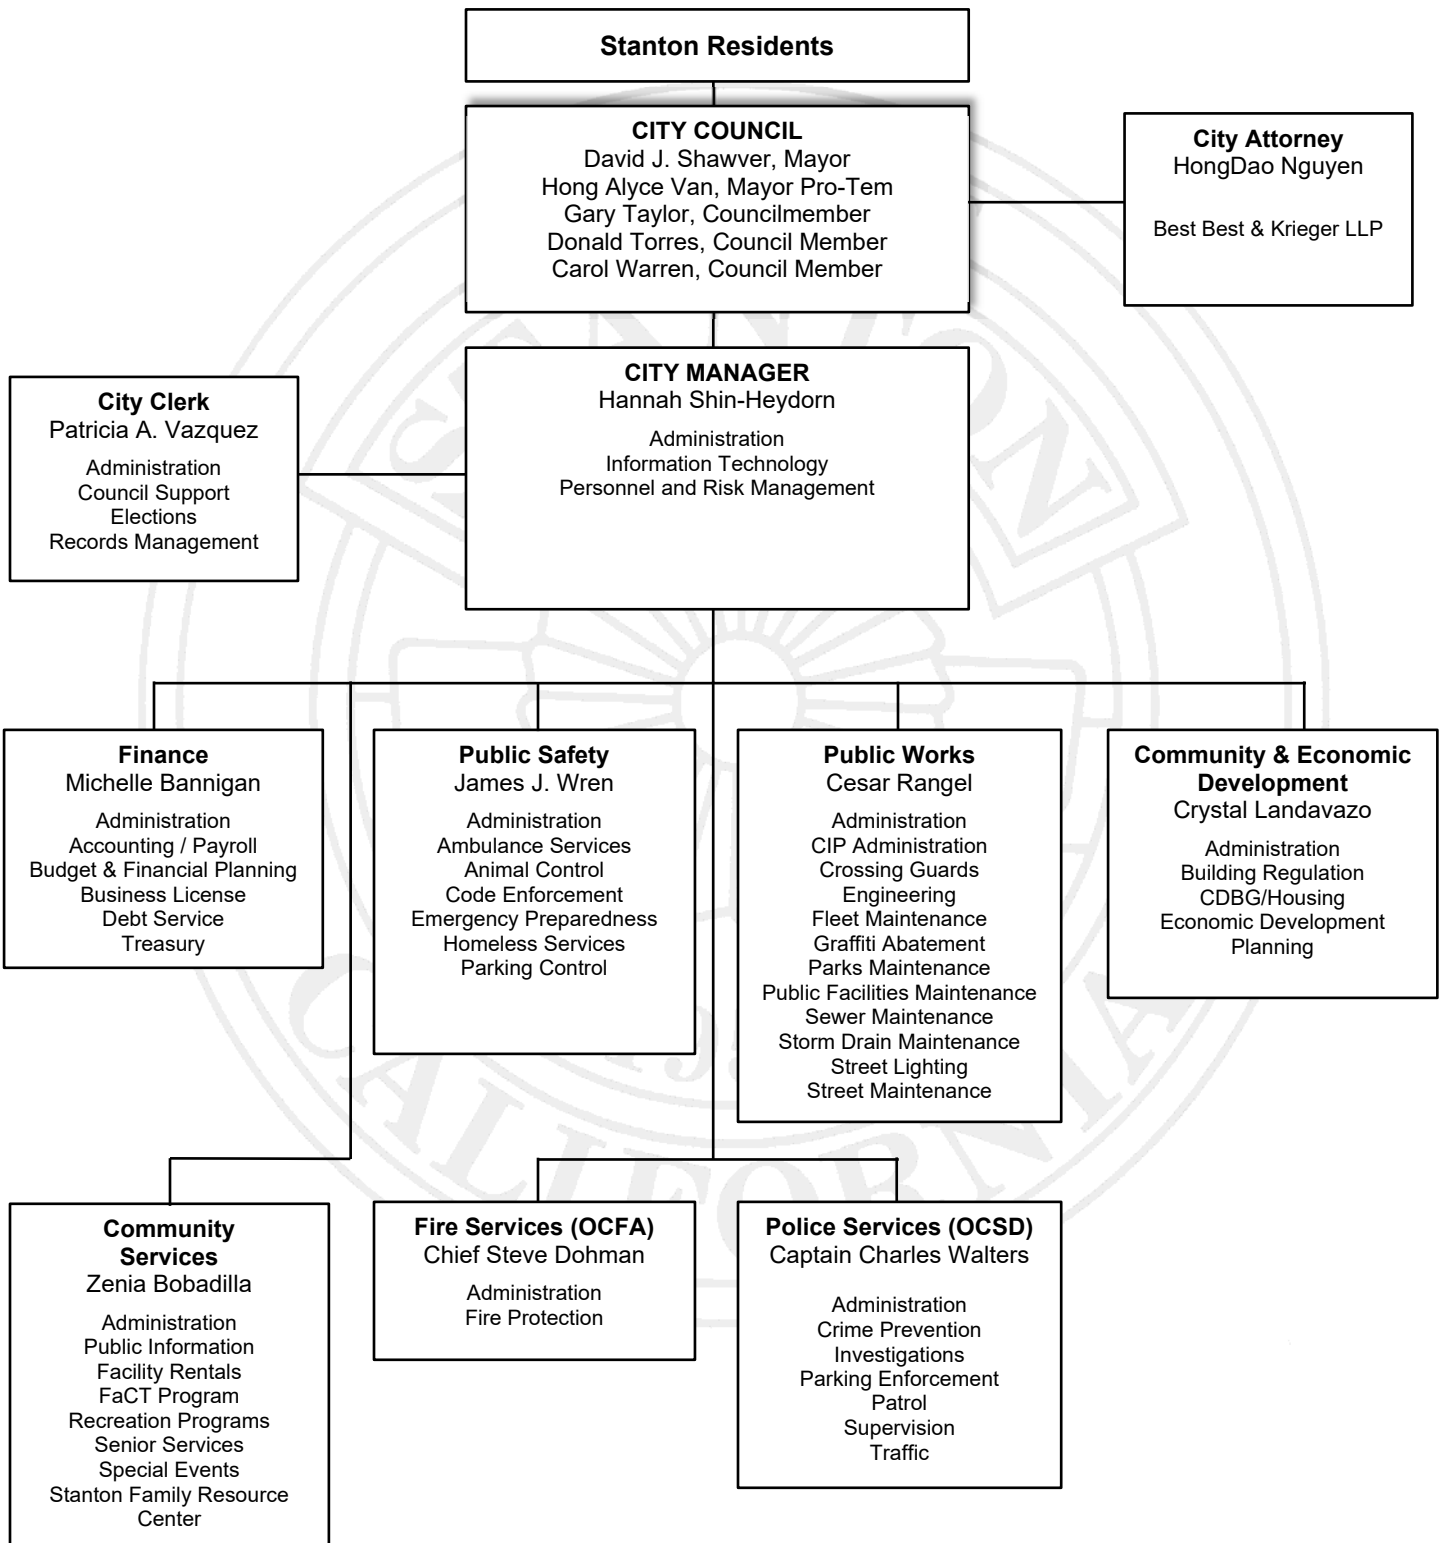 Stanton Residents
CITY COUNCIL
David J. Shawver, Mayor
Hong Alyce Van, Mayor Pro-Tem
Gary Taylor, Councilmember
Donald Torres, Council Member
Carol Warren, Council Member
City Attorney
HongDao Nguyen
Best Best & Krieger LLP
CITY MANAGER
Hannah Shin-Heydorn
Administration
Information Technology
Personnel and Risk Management
City Clerk
Patricia A. Vazquez
Administration
Council Support
Elections
Records Management
Finance
Michelle Bannigan
Administration
Accounting / Payroll
Budget & Financial Planning
Business License
Debt Service
Treasury
Public Safety
James J. Wren
Administration
Ambulance Services
Animal Control
Code Enforcement
Emergency Preparedness
Homeless Services
Parking Control
Public Works
Cesar Rangel
Administration
CIP Administration
Crossing Guards
Engineering
Fleet Maintenance
Graffiti Abatement
Parks Maintenance
Public Facilities Maintenance
Sewer Maintenance
Storm Drain Maintenance
Street Lighting
Street Maintenance
Community & Economic
Development
Crystal Landavazo
Administration
Building Regulation
CDBG/Housing
Economic Development
Planning
Community
Services
Zenia Bobadilla
Administration
Public Information
Facility Rentals
FaCT Program
Recreation Programs
Senior Services
Special Events
Stanton Family Resource
Center
Fire Services (OCFA)
Chief Steve Dohman
Administration
Fire Protection
Police Services (OCSD)
Captain Charles Walters
Administration
Crime Prevention
Investigations
Parking Enforcement
Patrol
Supervision
Traffic
STANTON
CALIFORNIA